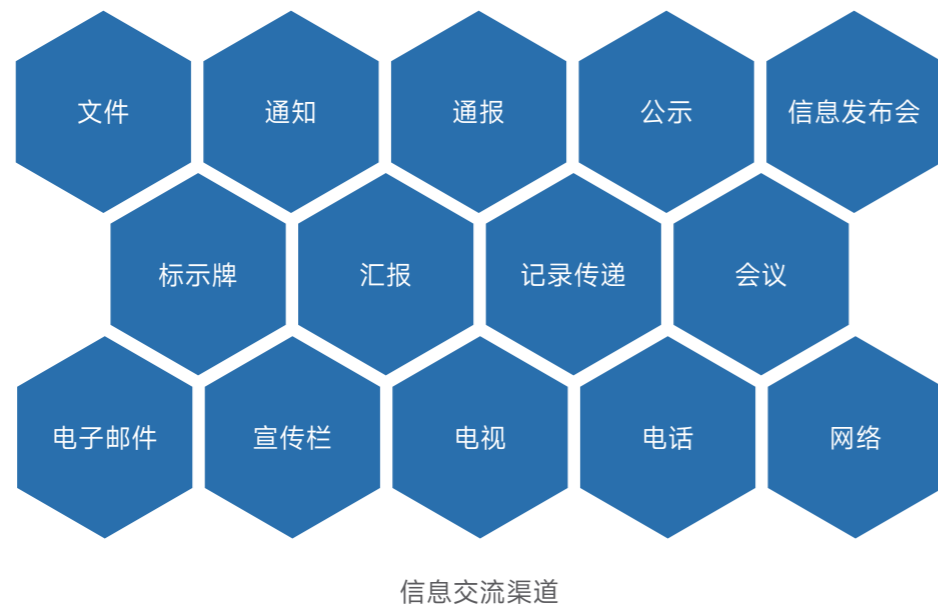 文件
通知
通报
公示
信息发布会
标示牌
汇报
记录传递
会议
电子邮件
宣传栏
电视
电话
网络
信息交流渠道